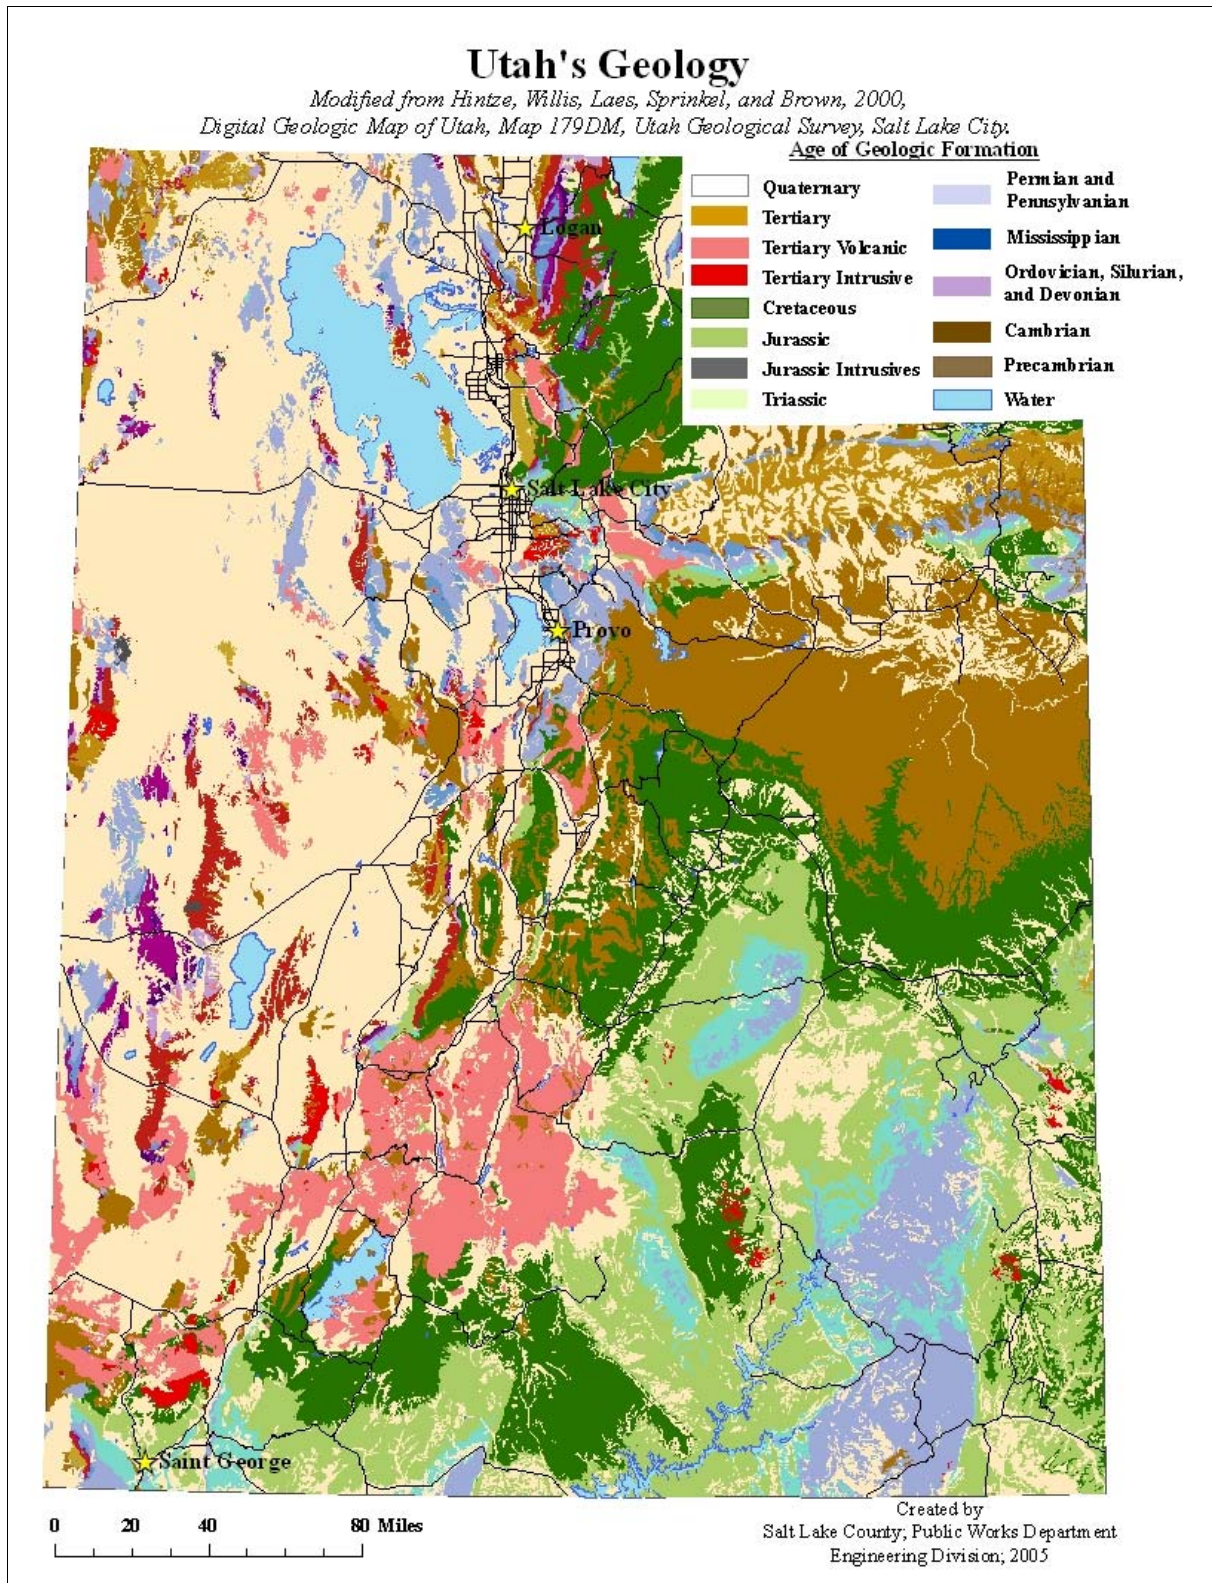 Utah's Geology
Modified from Hintze, Willis, Laes, Sprinkel, and Brown, 2000,
Digital Geologic Map of Utah, Map 179DM, Utah Geological Survey, Salt Lake City.
Age of Geologic Formation
Quaternary
Tertiary
Tertiary Volcanic
Tertiary Intrusive
Cretaceous
Jurassic
Jurassic Intrusives
Triassic
Permian and
Pennsylvanian
Mississippian
Ordovician, Silurian,
and Devonian
Cambrian
Precambrian
Water
Logan
Salt Lake City
Provo
Saint George
0 20 40 80 Miles
Created by
Salt Lake County; Public Works Department
Engineering Division; 2005